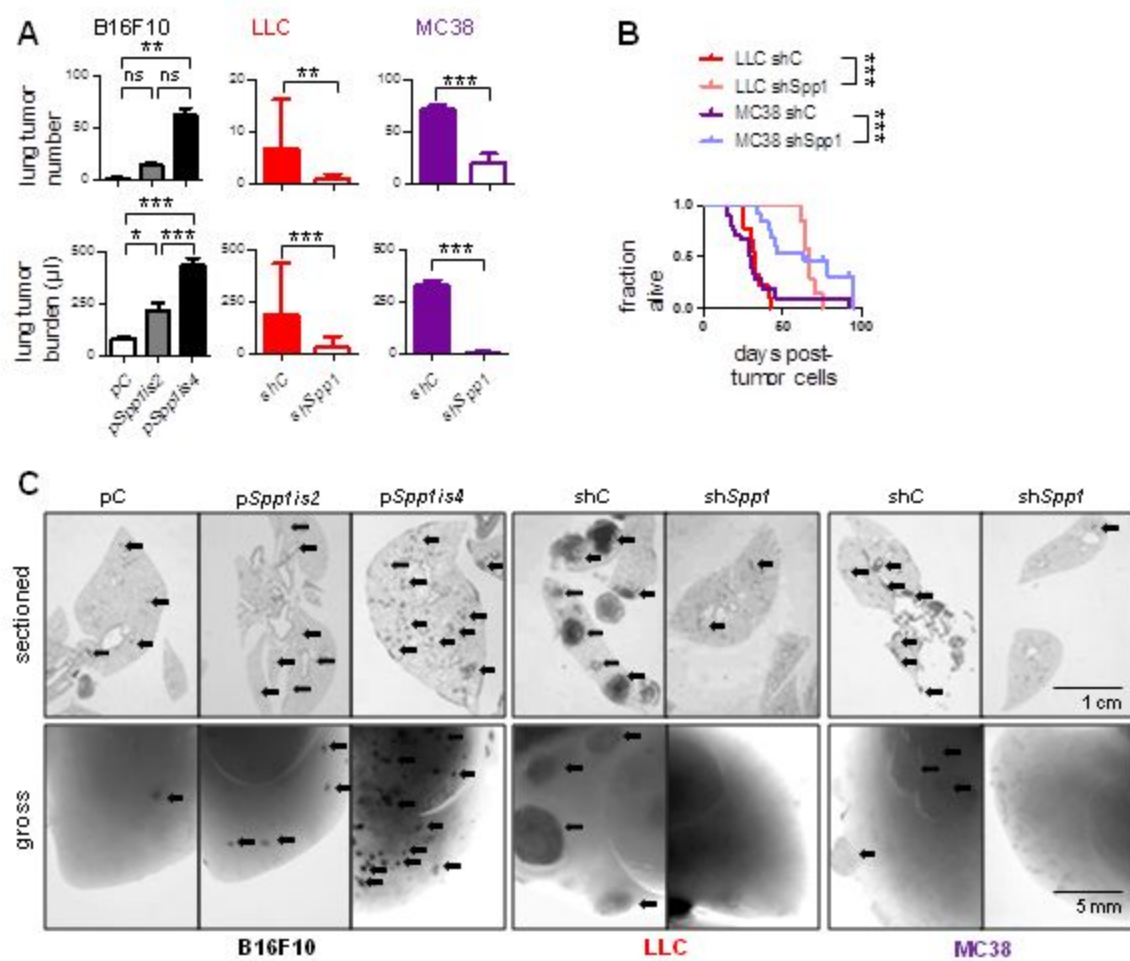 A
B16F10
LLC
MC38
lung tumor number
100
50
0
**
ns
ns
20
10
0
**
100
50
0
***
lung tumor burden (µl)
500
250
0
***
*
***
500
250
0
***
500
250
0
***
pC
pSpp1is2
pSpp1is4
shC
shSpp1
shC
shSpp1
B
LLC shC
LLC shSpp1
***
MC38 shC
MC38 shSpp1
***
fraction alive
1.0
0.5
0.0
0
50
100
days post-
tumor cells
C
pC
pSpp1is2
pSpp1is4
shC
shSpp1
shC
shSpp1
sectioned
1 cm
gross
5 mm
B16F10
LLC
MC38